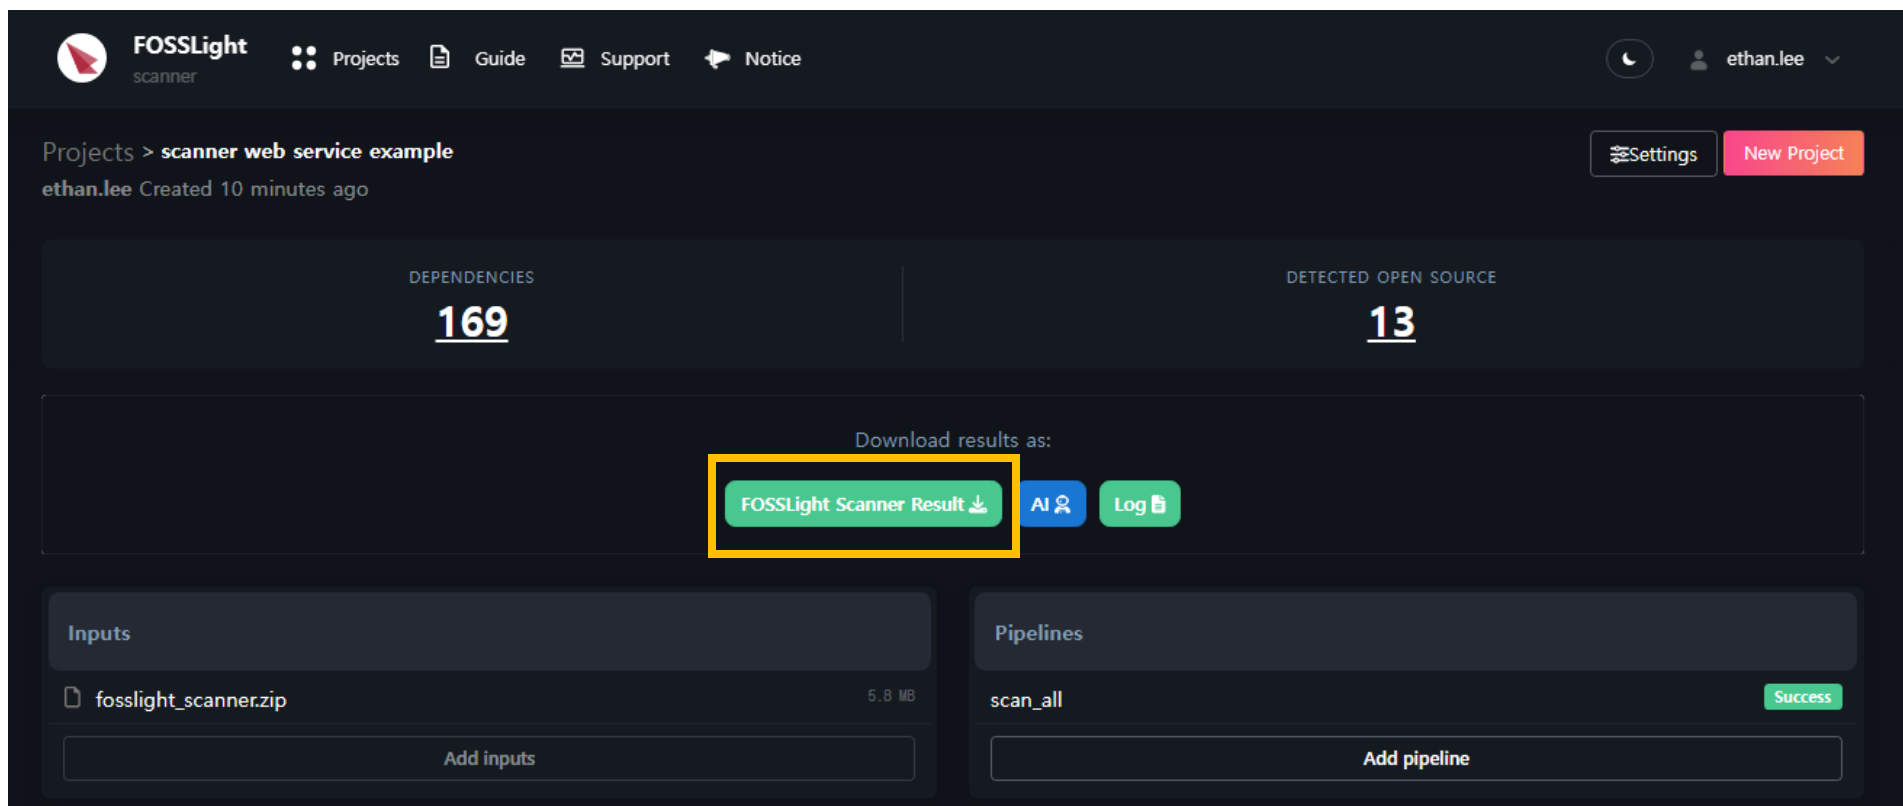 FOSSLight
scanner
Projects
Guide
Support
Notice
ethan.lee
Projects > scanner web service example
ethan.lee Created 10 minutes ago
Settings
New Project
DEPENDENCIES
169
DETECTED OPEN SOURCE
13
Download results as:
FOSSLight Scanner Result
AI
Log
Inputs
fosslight_scanner.zip
5.8 MB
Add inputs
Pipelines
scan_all
Success
Add pipeline